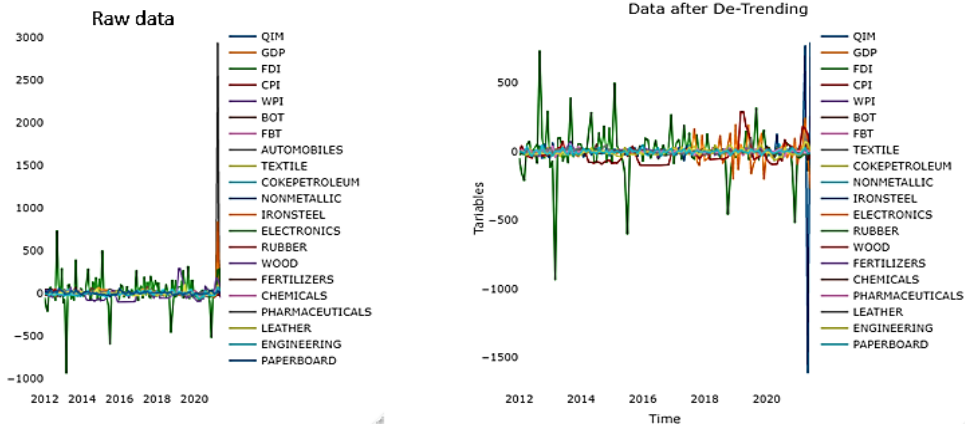 Raw data
3000
2500
2000
1500
1000
500
0
−500
−1000
2012 2014 2016 2018 2020
QIM
GDP
FDI
CPI
WPI
BOT
FBT
AUTOMOBILES
TEXTILE
COKEPETROLEUM
NONMETALLIC
IRONSTEEL
ELECTRONICS
RUBBER
WOOD
FERTILIZERS
CHEMICALS
PHARMACEUTICALS
LEATHER
ENGINEERING
PAPERBOARD
Data after De-Trending
Tariables
500
0
−500
−1000
−1500
2012 2014 2016 2018 2020
Time
QIM
GDP
FDI
CPI
WPI
BOT
FBT
TEXTILE
COKEPETROLEUM
NONMETALLIC
IRONSTEEL
ELECTRONICS
RUBBER
WOOD
FERTILIZERS
CHEMICALS
PHARMACEUTICALS
LEATHER
ENGINEERING
PAPERBOARD